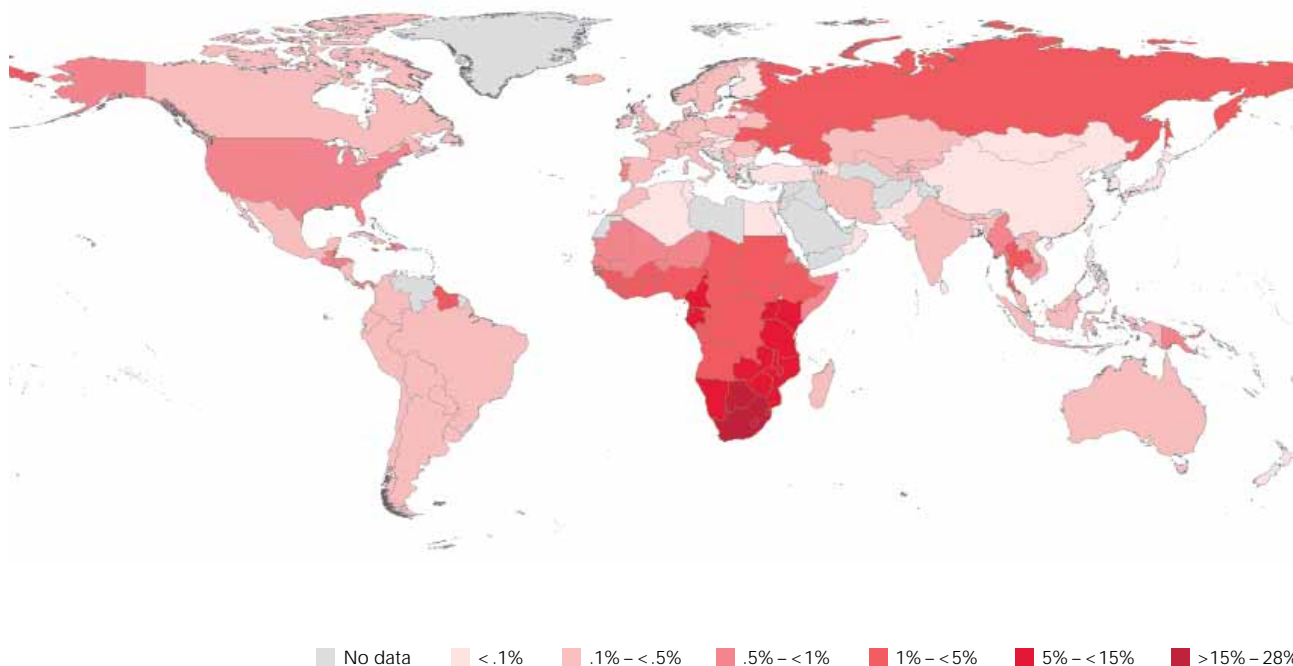 No data < .1% .1% – < .5% .5% – < 1% 1% – < 5% 5% – < 15% >15% – 28%